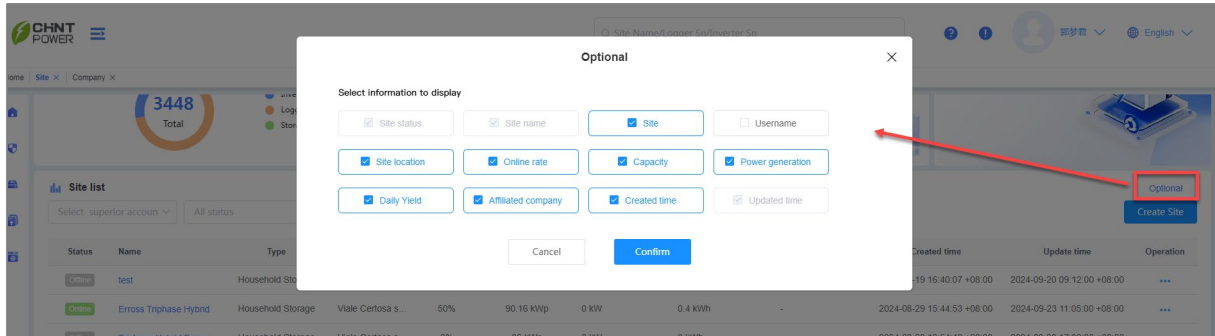 CHNT
POWER
Site Name/Logger Sn/Inverter Sn
English
Site × Company ×
3448
Total
Optional
Select information to display
Site status Site name Site Username
Site location Online rate Capacity Power generation
Daily Yield Affiliated company Created time Updated time
Cancel Confirm
Site list
Optional
Select superior accoun All status
Create Site
Status Name Type Created time Update time Operation
Offline test Household Sto -19 16:40:07 +08:00 2024-09-20 09:12:00 +08:00
Online Erross Triphase Hybrid Household Storage Viale Certosa s... 50% 90.16 kWp 0 kW 0.4 kWh - 2024-08-29 15:44:53 +08:00 2024-09-23 11:05:00 +08:00